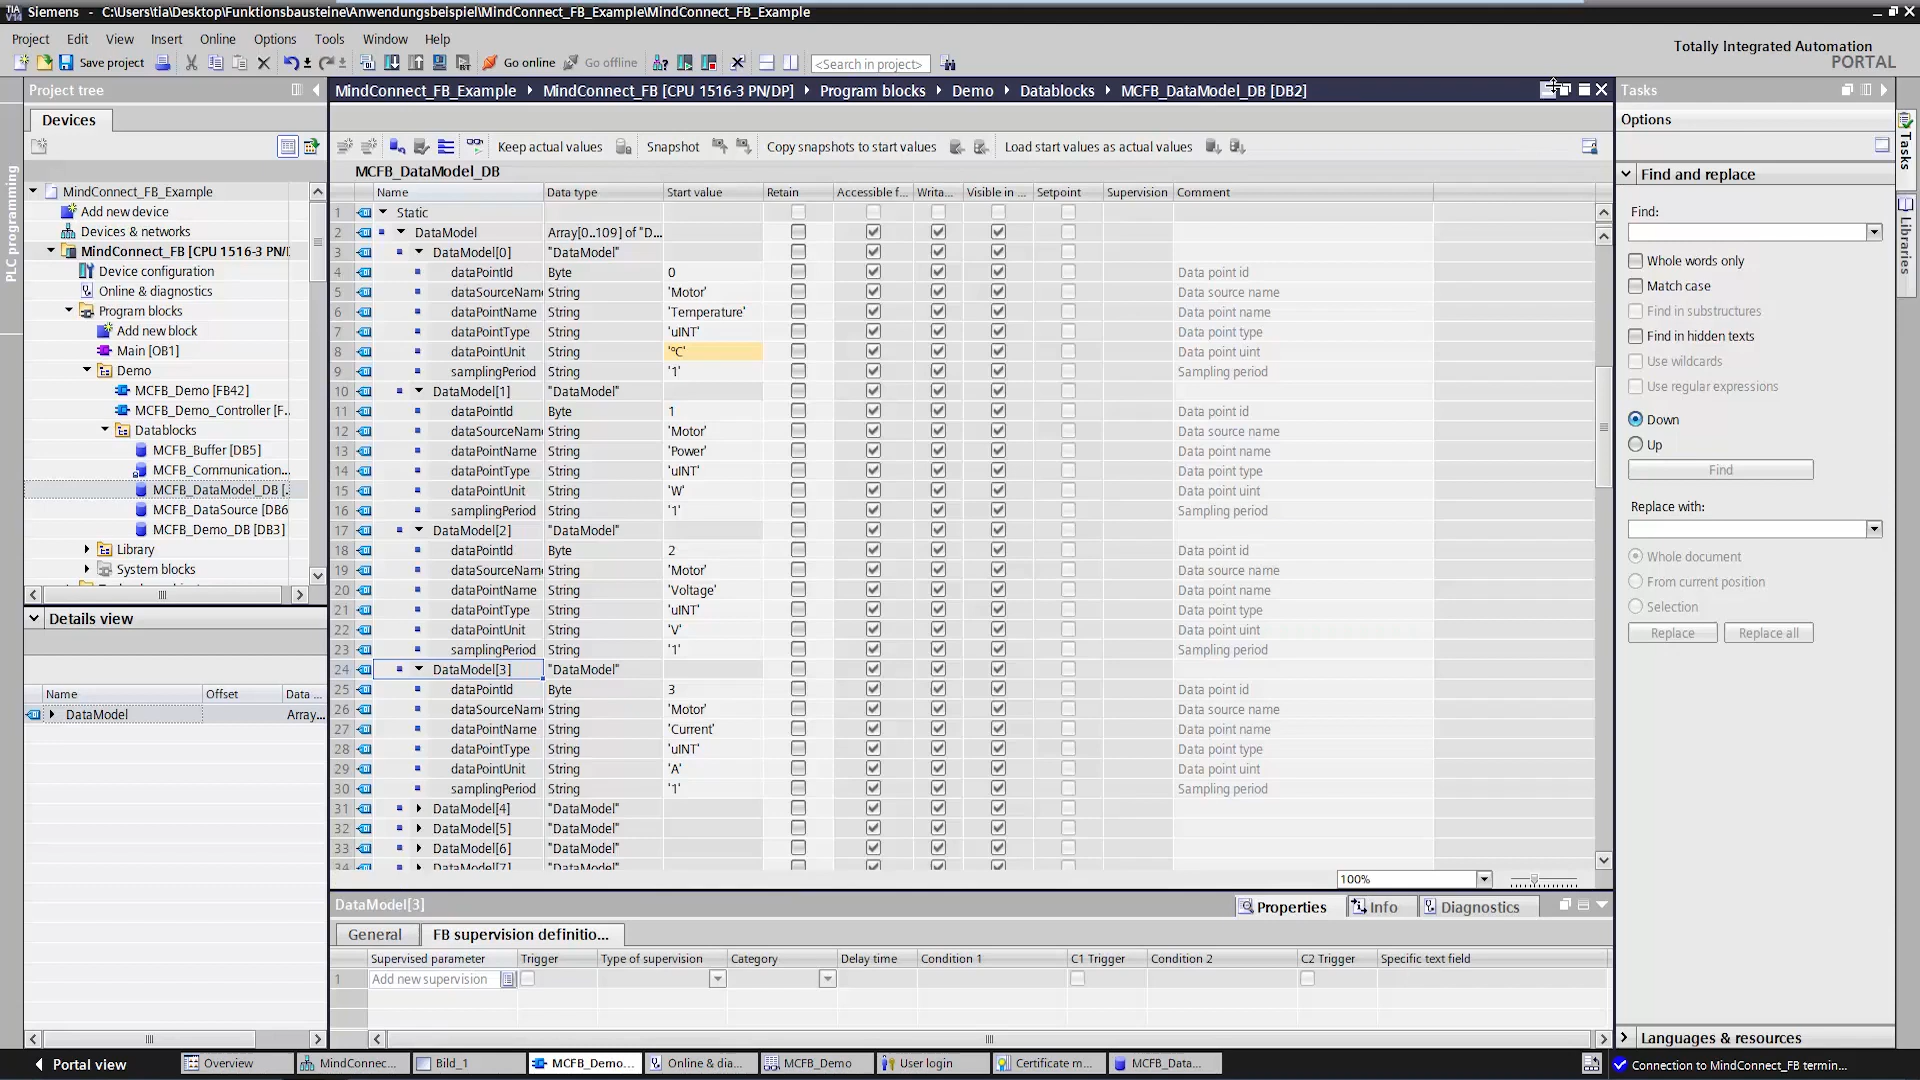 Siemens - C:\Users\tia\Desktop\Funktionsbausteine\Anwendungsbeispiel\MindConnect_FB_Example\MindConnect_FB_Example
Project Edit View Insert Online Options Tools Window Help
Totally Integrated Automation
PORTAL
Save project
Go online
Go offline
<Search in project>
Project tree
MindConnect_FB_Example
MindConnect_FB [CPU 1516-3 PN/DP]
Program blocks
Demo
Datablocks
MCFB_DataModel_DB [DB2]
Devices
PLC programming
MindConnect_FB_Example
Add new device
Devices & networks
MindConnect_FB [CPU 1516-3 PN/I
Device configuration
Online & diagnostics
Program blocks
Add new block
Main [OB1]
Demo
MCFB_Demo [FB42]
MCFB_Demo_Controller [F...
Datablocks
MCFB_Buffer [DB5]
MCFB_Communication...
MCFB_DataModel_DB [.
MCFB_DataSource [DB6
MCFB_Demo_DB [DB3]
Library
System blocks
Details view
Name Offset Data ...
DataModel Array...
Keep actual values Snapshot Copy snapshots to start values Load start values as actual values
MCFB_DataModel_DB
Name Data type Start value Retain Accessible f... Writa... Visible in ... Setpoint Supervision Comment
1 Static
2 DataModel Array[0..109] of "D...
3 DataModel[0] "DataModel"
4 dataPointId Byte 0 Data point id
5 dataSourceName String 'Motor' Data source name
6 dataPointName String 'Temperature' Data point name
7 dataPointType String 'uINT' Data point type
8 dataPointUnit String '°C' Data point uint
9 samplingPeriod String '1' Sampling period
10 DataModel[1] "DataModel"
11 dataPointId Byte 1 Data point id
12 dataSourceName String 'Motor' Data source name
13 dataPointName String 'Power' Data point name
14 dataPointType String 'uINT' Data point type
15 dataPointUnit String 'W' Data point uint
16 samplingPeriod String '1' Sampling period
17 DataModel[2] "DataModel"
18 dataPointId Byte 2 Data point id
19 dataSourceName String 'Motor' Data source name
20 dataPointName String 'Voltage' Data point name
21 dataPointType String 'uINT' Data point type
22 dataPointUnit String 'V' Data point uint
23 samplingPeriod String '1' Sampling period
24 DataModel[3] "DataModel"
25 dataPointId Byte 3 Data point id
26 dataSourceName String 'Motor' Data source name
27 dataPointName String 'Current' Data point name
28 dataPointType String 'uINT' Data point type
29 dataPointUnit String 'A' Data point uint
30 samplingPeriod String '1' Sampling period
31 DataModel[4] "DataModel"
32 DataModel[5] "DataModel"
33 DataModel[6] "DataModel"
34 DataModel[7] "DataModel"
100%
DataModel[3]
Properties Info Diagnostics
General FB supervision definitio...
Supervised parameter Trigger Type of supervision Category Delay time Condition 1 C1 Trigger Condition 2 C2 Trigger Specific text field
1 Add new supervision
Tasks
Options
Find and replace
Find:
Whole words only
Match case
Find in substructures
Find in hidden texts
Use wildcards
Use regular expressions
Down
Up
Find
Replace with:
Whole document
From current position
Selection
Replace Replace all
Languages & resources
Tasks
Libraries
Portal view Overview MindConnec... Bild_1 MCFB_Demo... Online & dia... MCFB_Demo User login Certificate m... MCFB_Data... Connection to MindConnect_FB termin...